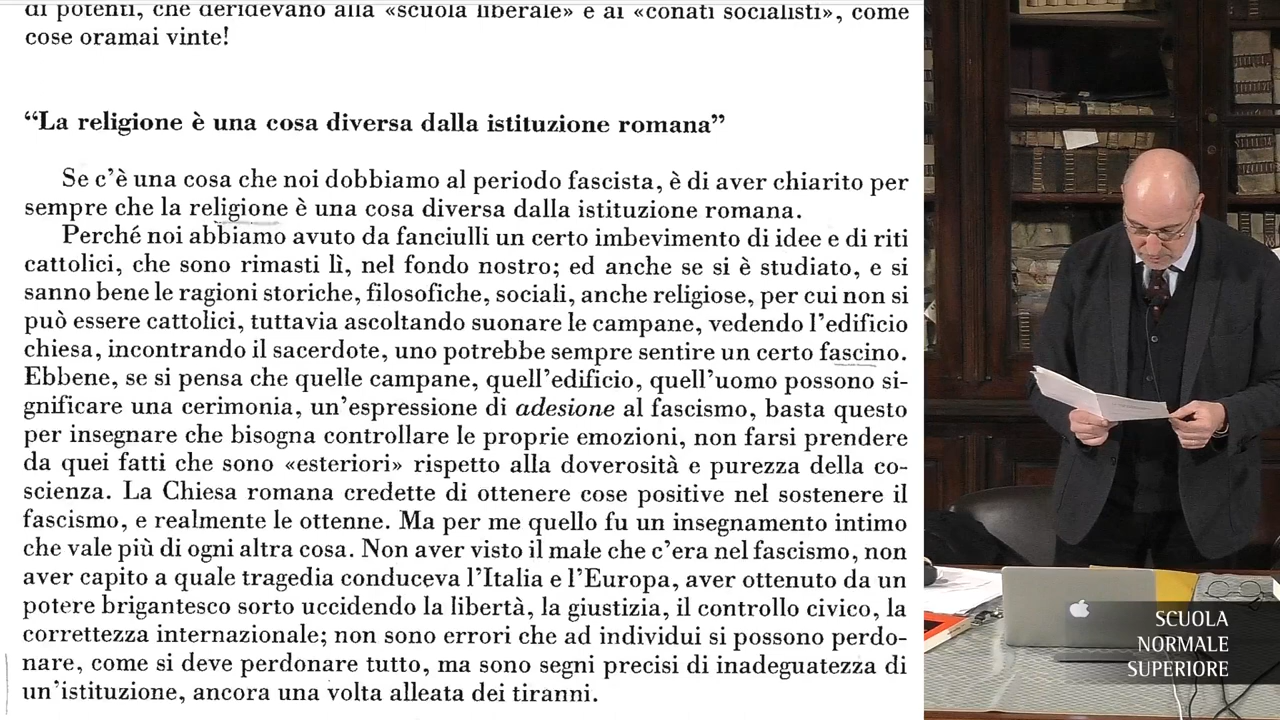 di potenti, che deridevano alla «scuola liberale» e ai «conati socialisti», come
cose oramai vinte!
“La religione è una cosa diversa dalla istituzione romana”
Se c’è una cosa che noi dobbiamo al periodo fascista, è di aver chiarito per
sempre che la religione è una cosa diversa dalla istituzione romana.
Perché noi abbiamo avuto da fanciulli un certo imbevimento di idee e di riti
cattolici, che sono rimasti lì, nel fondo nostro; ed anche se si è studiato, e si
sanno bene le ragioni storiche, filosofiche, sociali, anche religiose, per cui non si
può essere cattolici, tuttavia ascoltando suonare le campane, vedendo l’edificio
chiesa, incontrando il sacerdote, uno potrebbe sempre sentire un certo fascino.
Ebbene, se si pensa che quelle campane, quell’edificio, quell’uomo possono si-
gnificare una cerimonia, un’espressione di adesione al fascismo, basta questo
per insegnare che bisogna controllare le proprie emozioni, non farsi prendere
da quei fatti che sono «esteriori» rispetto alla doverosità e purezza della co-
scienza. La Chiesa romana credette di ottenere cose positive nel sostenere il
fascismo, e realmente le ottenne. Ma per me quello fu un insegnamento intimo
che vale più di ogni altra cosa. Non aver visto il male che c’era nel fascismo, non
aver capito a quale tragedia conduceva l’Italia e l’Europa, aver ottenuto da un
potere brigantesco sorto uccidendo la libertà, la giustizia, il controllo civico, la
correttezza internazionale; non sono errori che ad individui si possono perdo-
nare, come si deve perdonare tutto, ma sono segni precisi di inadeguatezza di
un’istituzione, ancora una volta alleata dei tiranni.
SCUOLA
NORMALE
SUPERIORE